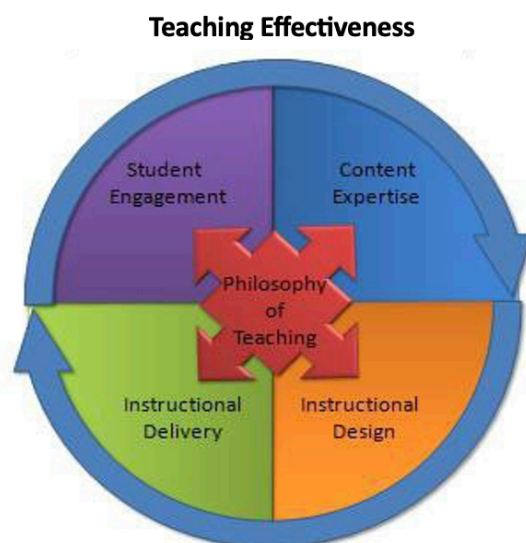 Teaching Effectiveness
Student
Engagement
Content
Expertise
Philosophy
of
Teaching
Instructional
Delivery
Instructional
Design